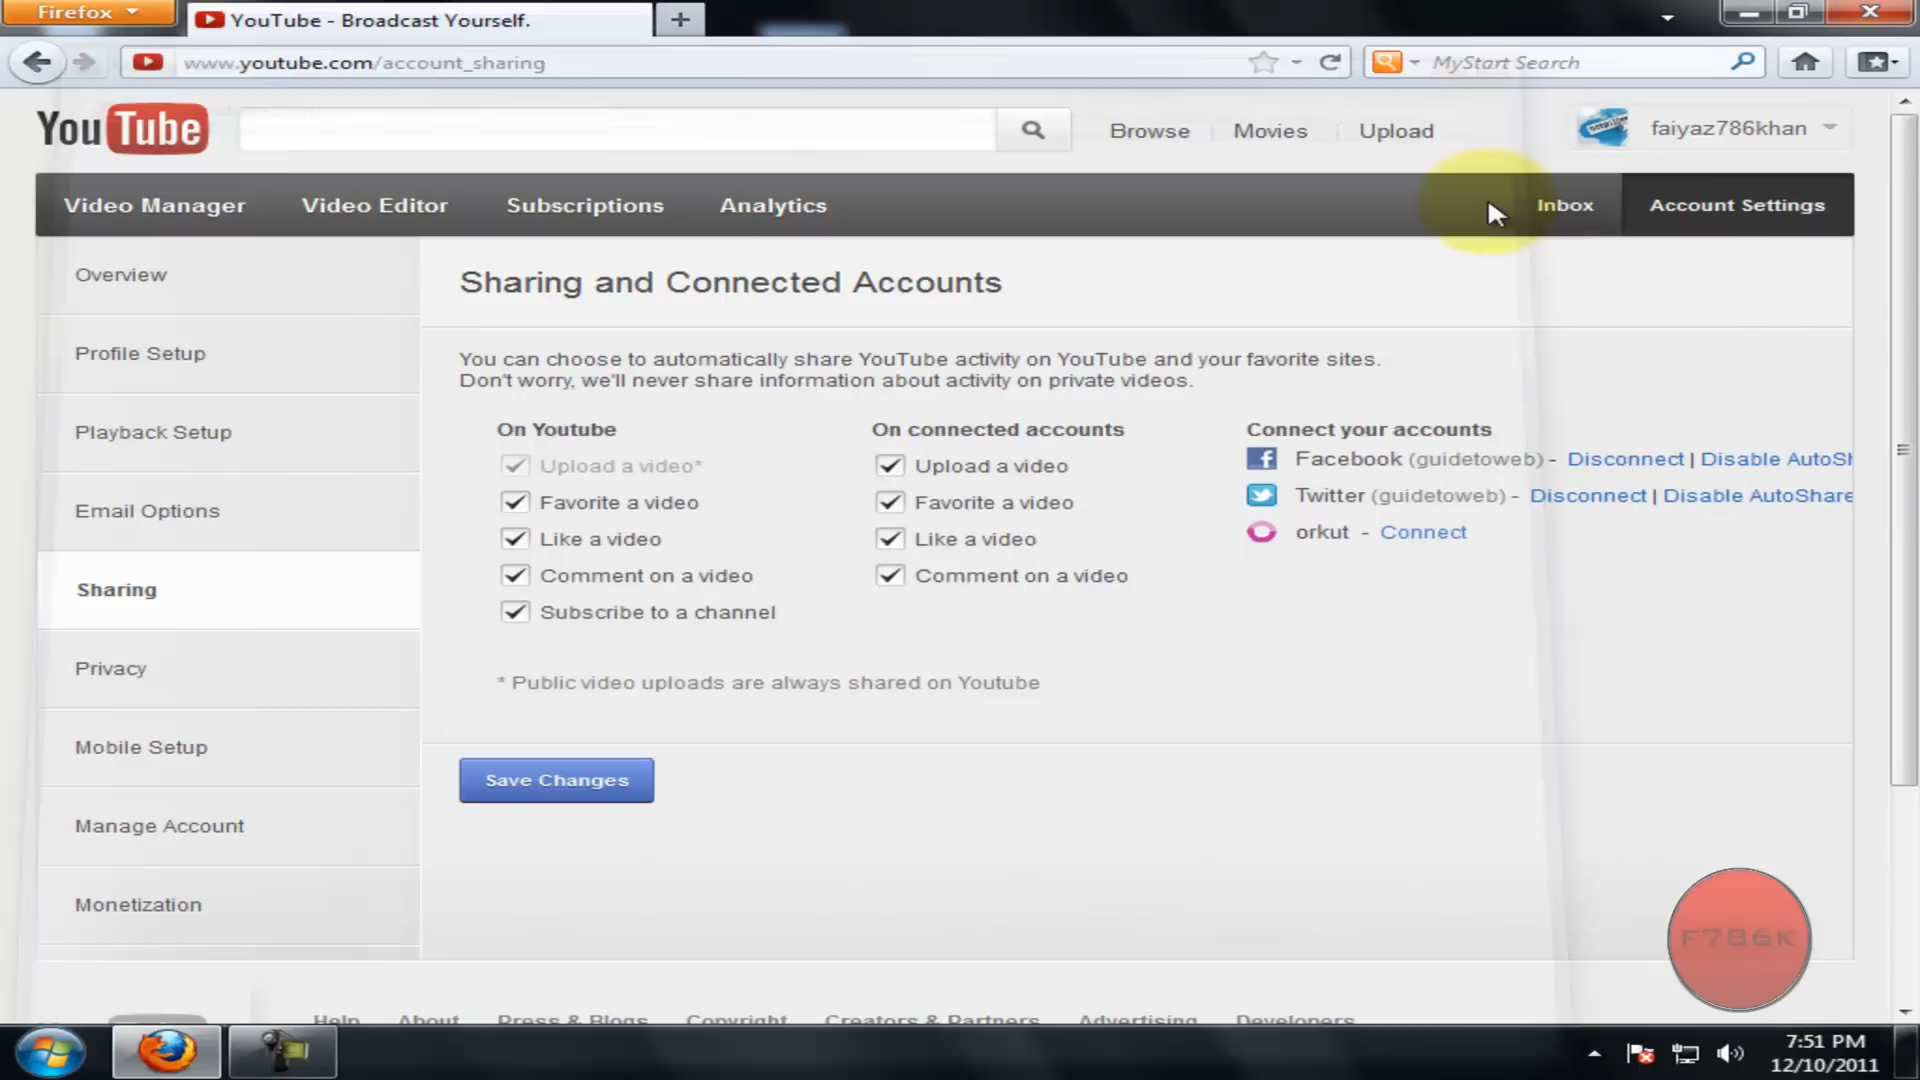 Firefox
YouTube - Broadcast Yourself.
www.youtube.com/account_sharing
MyStart Search
YouTube
Browse
Movies
Upload
faiyaz786khan
Video Manager
Video Editor
Subscriptions
Analytics
Inbox
Account Settings
Overview
Profile Setup
Playback Setup
Email Options
Sharing
Privacy
Mobile Setup
Manage Account
Monetization
Sharing and Connected Accounts
You can choose to automatically share YouTube activity on YouTube and your favorite sites.
Don't worry, we'll never share information about activity on private videos.
On Youtube
Upload a video*
Favorite a video
Like a video
Comment on a video
Subscribe to a channel
On connected accounts
Upload a video
Favorite a video
Like a video
Comment on a video
Connect your accounts
Facebook (guidetoweb) - Disconnect | Disable AutoSh
Twitter (guidetoweb) - Disconnect | Disable AutoShare
orkut - Connect
* Public video uploads are always shared on Youtube
Save Changes
F786K
Help
About
Press & Blogs
Copyright
Creators & Partners
Advertising
Developers
7:51 PM
12/10/2011